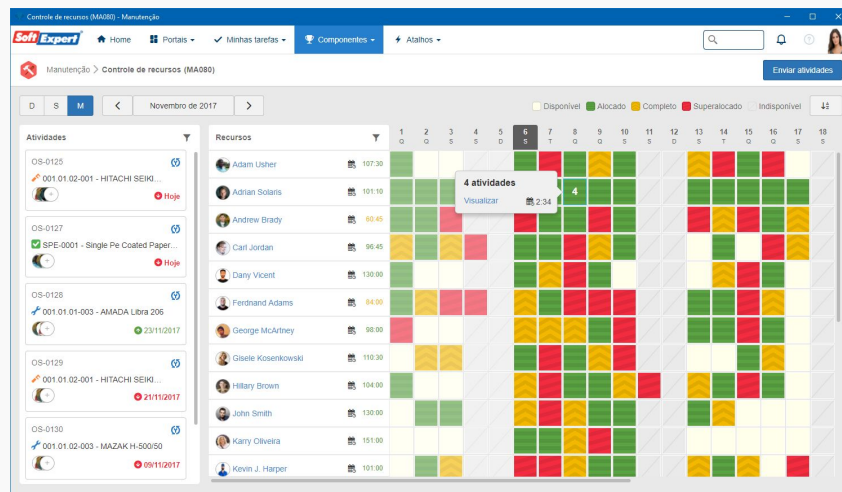 Controle de recursos (MA080) - Manutenção
Soft Expert
Home
Portais
Minhas tarefas
Componentes
Atalhos
Manutenção > Controle de recursos (MA080)
Enviar atividades
D S M
Novembro de 2017
Disponível Alocado Completo Superalocado Indisponível
Atividades
Recursos
1 2 3 4 5 6 7 8 9 10 11 12 13 14 15 16 17 18
Q Q S S D S T Q Q S S D S T Q Q S S
OS-0125
001.01.02-001 - HITACHI SEIKI...
Hoje
OS-0127
SPE-0001 - Single Pe Coated Paper...
Hoje
OS-0128
001.01.01-003 - AMADA Libra 206
23/11/2017
OS-0129
001.01.02-001 - HITACHI SEIKI...
21/11/2017
OS-0130
001.01.02-003 - MAZAK H-500/50
09/11/2017
Adam Usher 107:30
Adrian Solaris 101:10
Andrew Brady 60:45
Carl Jordan 96:45
Dany Vicent 130:00
Ferdnand Adams 84:00
George McArtney 98:00
Gisele Kosenkowski 110:30
Hillary Brown 104:00
John Smith 130:00
Karry Oliveira 151:00
Kevin J. Harper 101:00
4 atividades
Visualizar 2:34
4